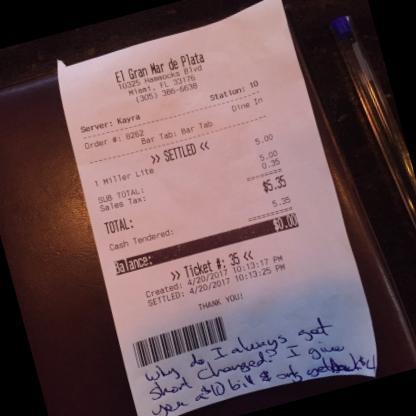 El Gran Mar de Plata
10325 Hammocks Blvd
Miami, FL 33176
(305) 386-6638
Server: Kayra Station: 10
Order #: 8262 Dine In
Bar Tab: Bar Tab
>> SETTLED <<
1 Miller Lite 5.00
SUB TOTAL: 5.00
Sales Tax: 0.35
========
TOTAL: $5.35
Cash Tendered: 5.35
========
Balance: $0.00
>> Ticket #: 35 <<
Created: 4/20/2017 10:13:17 PM
SETTLED: 4/20/2017 10:13:25 PM
THANK YOU!
why do I always get
short changed? I give
you a $10 bill & only get back $4